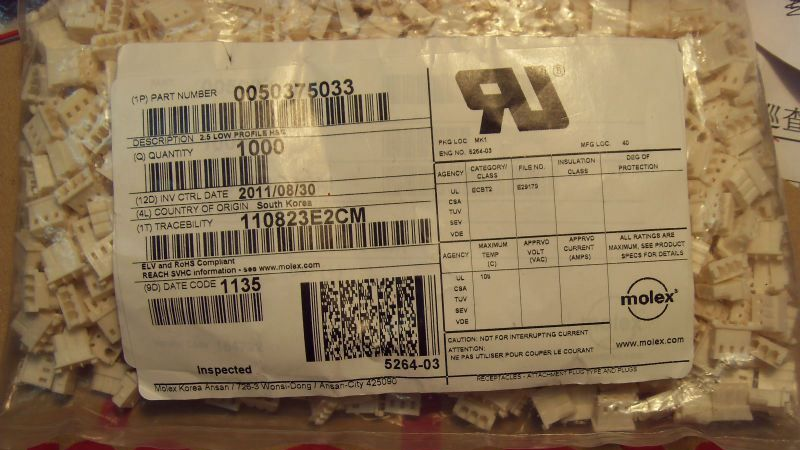 (1P) PART NUMBER 0050375033
DESCRIPTION 2.5 LOW PROFILE HSG
(Q) QUANTITY 1000
(12D) INV CTRL DATE 2011/08/30
(4L) COUNTRY OF ORIGIN South Korea
(1T) TRACEBILITY 110823E2CM
ELV and RoHS Compliant
REACH SVHC information - see www.molex.com
(9D) DATE CODE 1135
5264-03
Inspected
Molex Korea Ansan / 726-3 Wonsi-Dong / Ansan-City 425090
®
PKG LOC MK1 MFG LOC. 40
ENG NO. 5264-03
AGENCY CATEGORY/ CLASS FILE NO. INSULATION CLASS DEG OF PROTECTION
UL ECBT2 E29179
CSA
TUV
SEV
VDE
AGENCY MAXIMUM TEMP (C) APPRVD VOLT (VAC) APPRVD CURRENT (AMPS) ALL RATINGS ARE MAXIMUM, SEE PRODUCT SPECS FOR DETAILS
UL 105
CSA
TUV
SEV
VDE
molex®
www.molex.com
CAUTION: NOT FOR INTERRUPTING CURRENT
ATTENTION:
NE PAS UTILISER POUR COUPER LE COURANT
RECEPTACLES - ATTACHMENT PLUG TYPE AND PLUGS
查